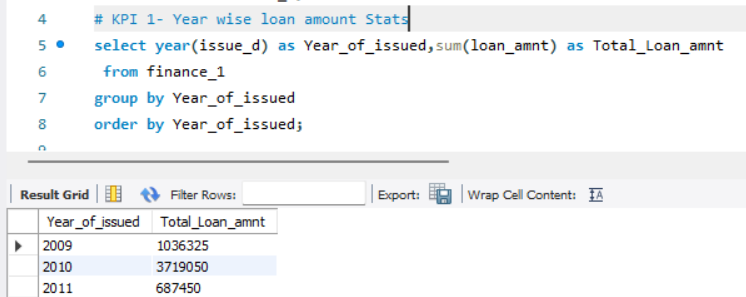 4 # KPI 1- Year wise loan amount Stats
5 select year(issue_d) as Year_of_issued,sum(loan_amnt) as Total_Loan_amnt
6 from finance_1
7 group by Year_of_issued
8 order by Year_of_issued;
Result Grid Filter Rows: Export: Wrap Cell Content: IA
Year_of_issued Total_Loan_amnt
2009 1036325
2010 3719050
2011 687450